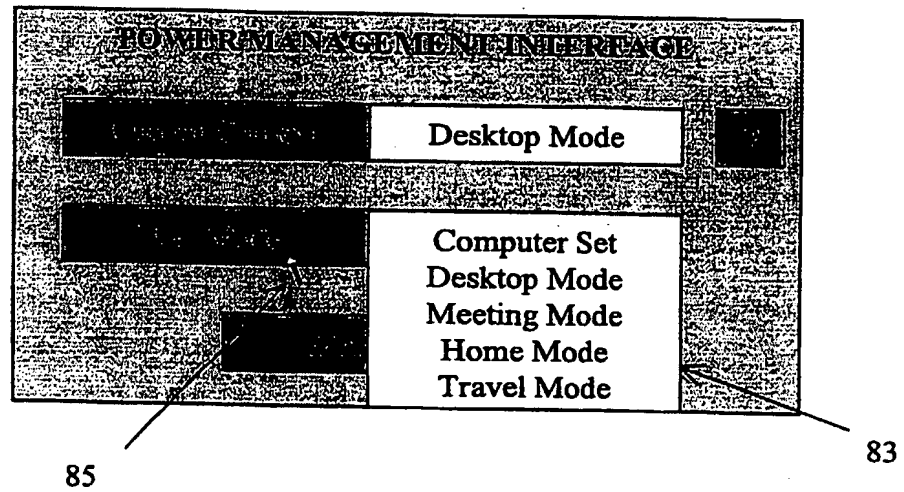 POWER MANAGEMENT INTERFACE
Desktop Mode
?
Computer Set
Desktop Mode
Meeting Mode
Home Mode
Travel Mode
83
85